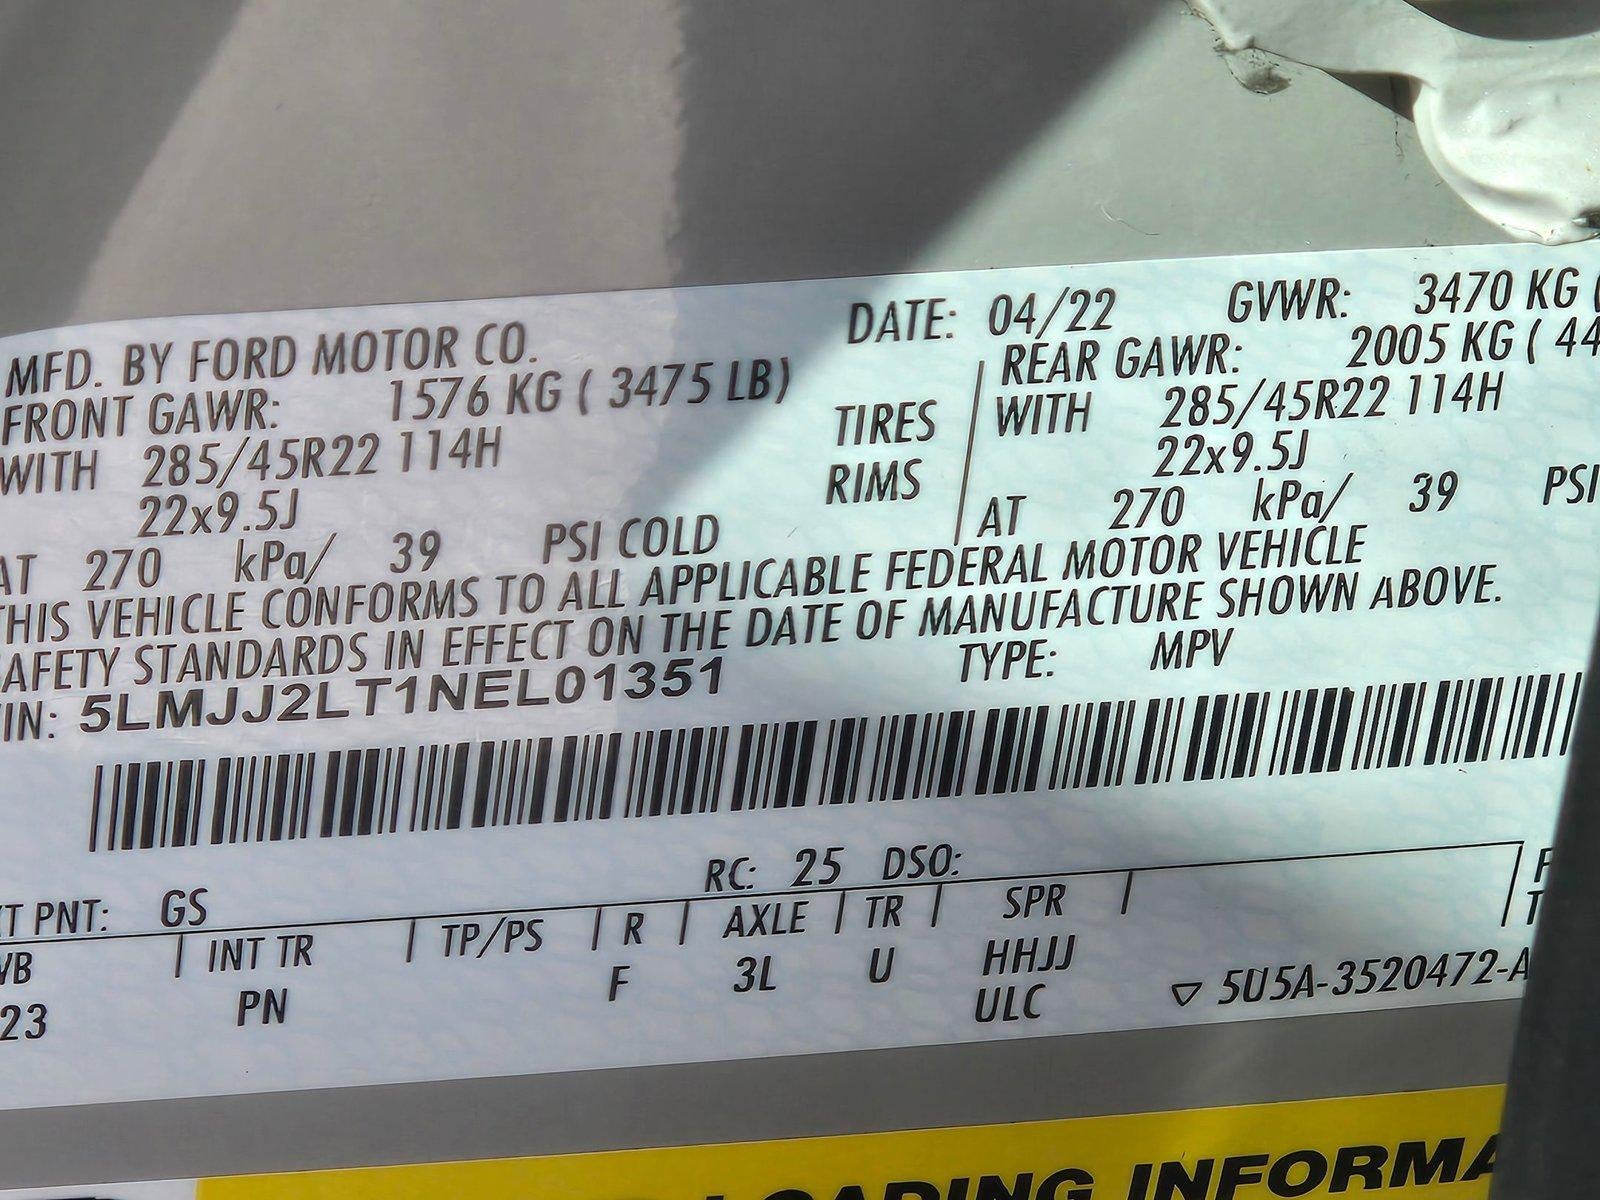 MFD. BY FORD MOTOR CO. DATE: 04/22 GVWR: 3470 KG (
FRONT GAWR: 1576 KG ( 3475 LB) REAR GAWR: 2005 KG ( 44
WITH 285/45R22 114H TIRES WITH 285/45R22 114H
22x9.5J RIMS 22x9.5J
AT 270 kPa/ 39 PSI COLD AT 270 kPa/ 39 PSI
THIS VEHICLE CONFORMS TO ALL APPLICABLE FEDERAL MOTOR VEHICLE
SAFETY STANDARDS IN EFFECT ON THE DATE OF MANUFACTURE SHOWN ABOVE.
VIN: 5LMJJ2LT1NEL01351 TYPE: MPV
XT PNT: GS RC: 25 DSO:
WB INT TR TP/PS R AXLE TR SPR
23 PN F 3L U HHJJ
ULC ▽ 5U5A-3520472-A
LOADING INFORMA